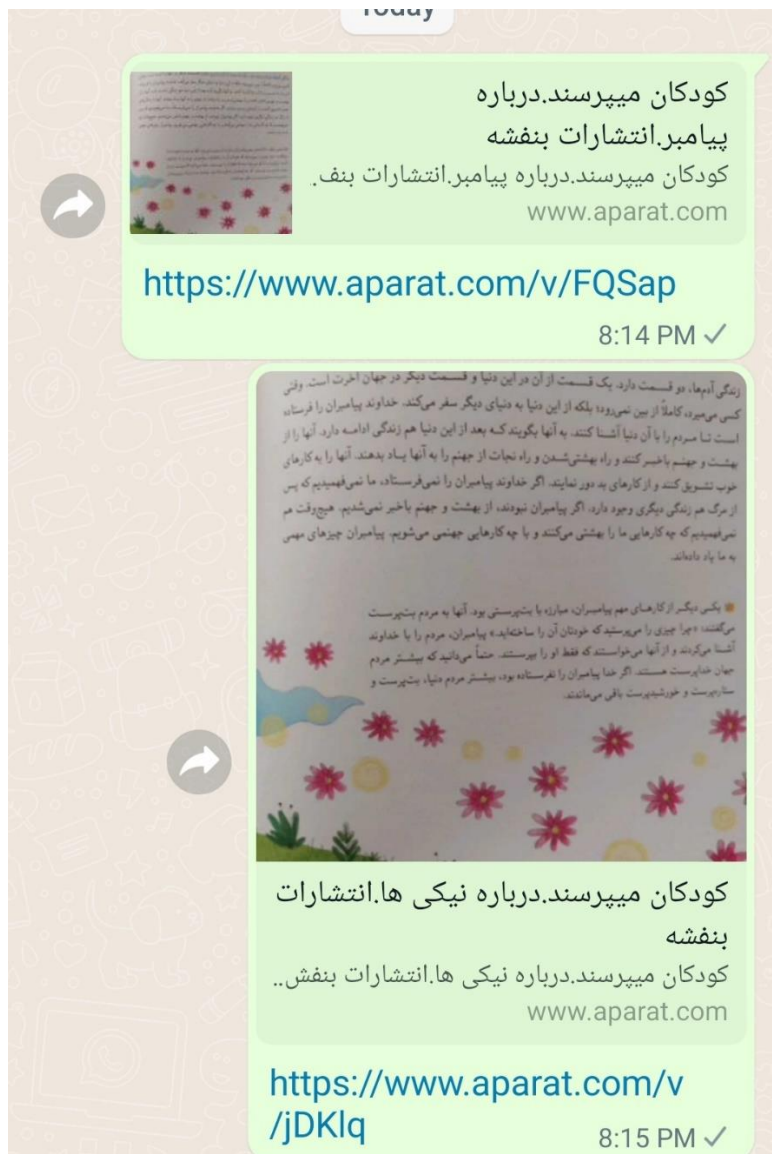 Today
کودکان میپرسند.درباره
پیامبر.انتشارات بنفشه
کودکان میپرسند.درباره پیامبر.انتشارات بنف.
www.aparat.com
https://www.aparat.com/v/FQSap
8:14 PM
زندگی آدم‌ها، دو قسمت دارد. یک قسمت از آن در این دنیا و قسمت دیگر در جهان آخرت است. وقتی
کسی می‌میرد، کاملاً از بین نمی‌رود؛ بلکه از این دنیا به دنیای دیگر سفر می‌کند. خداوند پیامبران را فرستاده
است تا مردم را با آن دنیا آشنا کنند. به آنها بگویند که بعد از این دنیا هم زندگی ادامه دارد. آنها را از
بهشت و جهنم باخبر کنند و راه بهشتی‌شدن و راه نجات از جهنم را به آنها یاد بدهند. آنها را به کارهای
خوب تشویق کنند و از کارهای بد دور نمایند. اگر خداوند پیامبران را نمی‌فرستاد، ما نمی‌فهمیدیم که پس
از مرگ هم زندگی دیگری وجود دارد. اگر پیامبران نبودند، از بهشت و جهنم باخبر نمی‌شدیم. هیچ‌وقت هم
نمی‌فهمیدیم که چه کارهایی ما را بهشتی می‌کنند و با چه کارهایی جهنمی می‌شویم. پیامبران چیزهای مهمی
به ما یاد داده‌اند.
یکی دیگر از کارهای مهم پیامبران، مبارزه با بت‌پرستی بود. آنها به مردم بت‌پرست
می‌گفتند: «چرا چیزی را می‌پرستید که خودتان آن را ساخته‌اید.» پیامبران، مردم را با خداوند
آشنا می‌کردند و از آنها می‌خواستند که فقط او را بپرستند. حتماً می‌دانید که بیشتر مردم
جهان خداپرست هستند. اگر خدا پیامبران را نفرستاده بود، بیشتر مردم دنیا، بت‌پرست و
ستاره‌پرست و خورشیدپرست باقی می‌ماندند.
کودکان میپرسند.درباره نیکی ها.انتشارات
بنفشه
کودکان میپرسند.درباره نیکی ها.انتشارات بنفش..
www.aparat.com
https://www.aparat.com/v
/jDKlq
8:15 PM